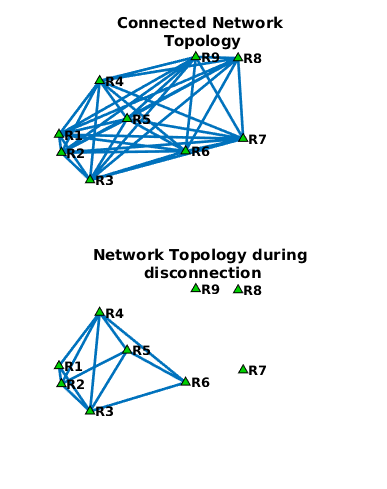 Connected Network
Topology
R9
R8
R4
R5
R1
R7
R6
R2
R3
Network Topology during
disconnection
R9
R8
R4
R5
R1
R7
R6
R2
R3